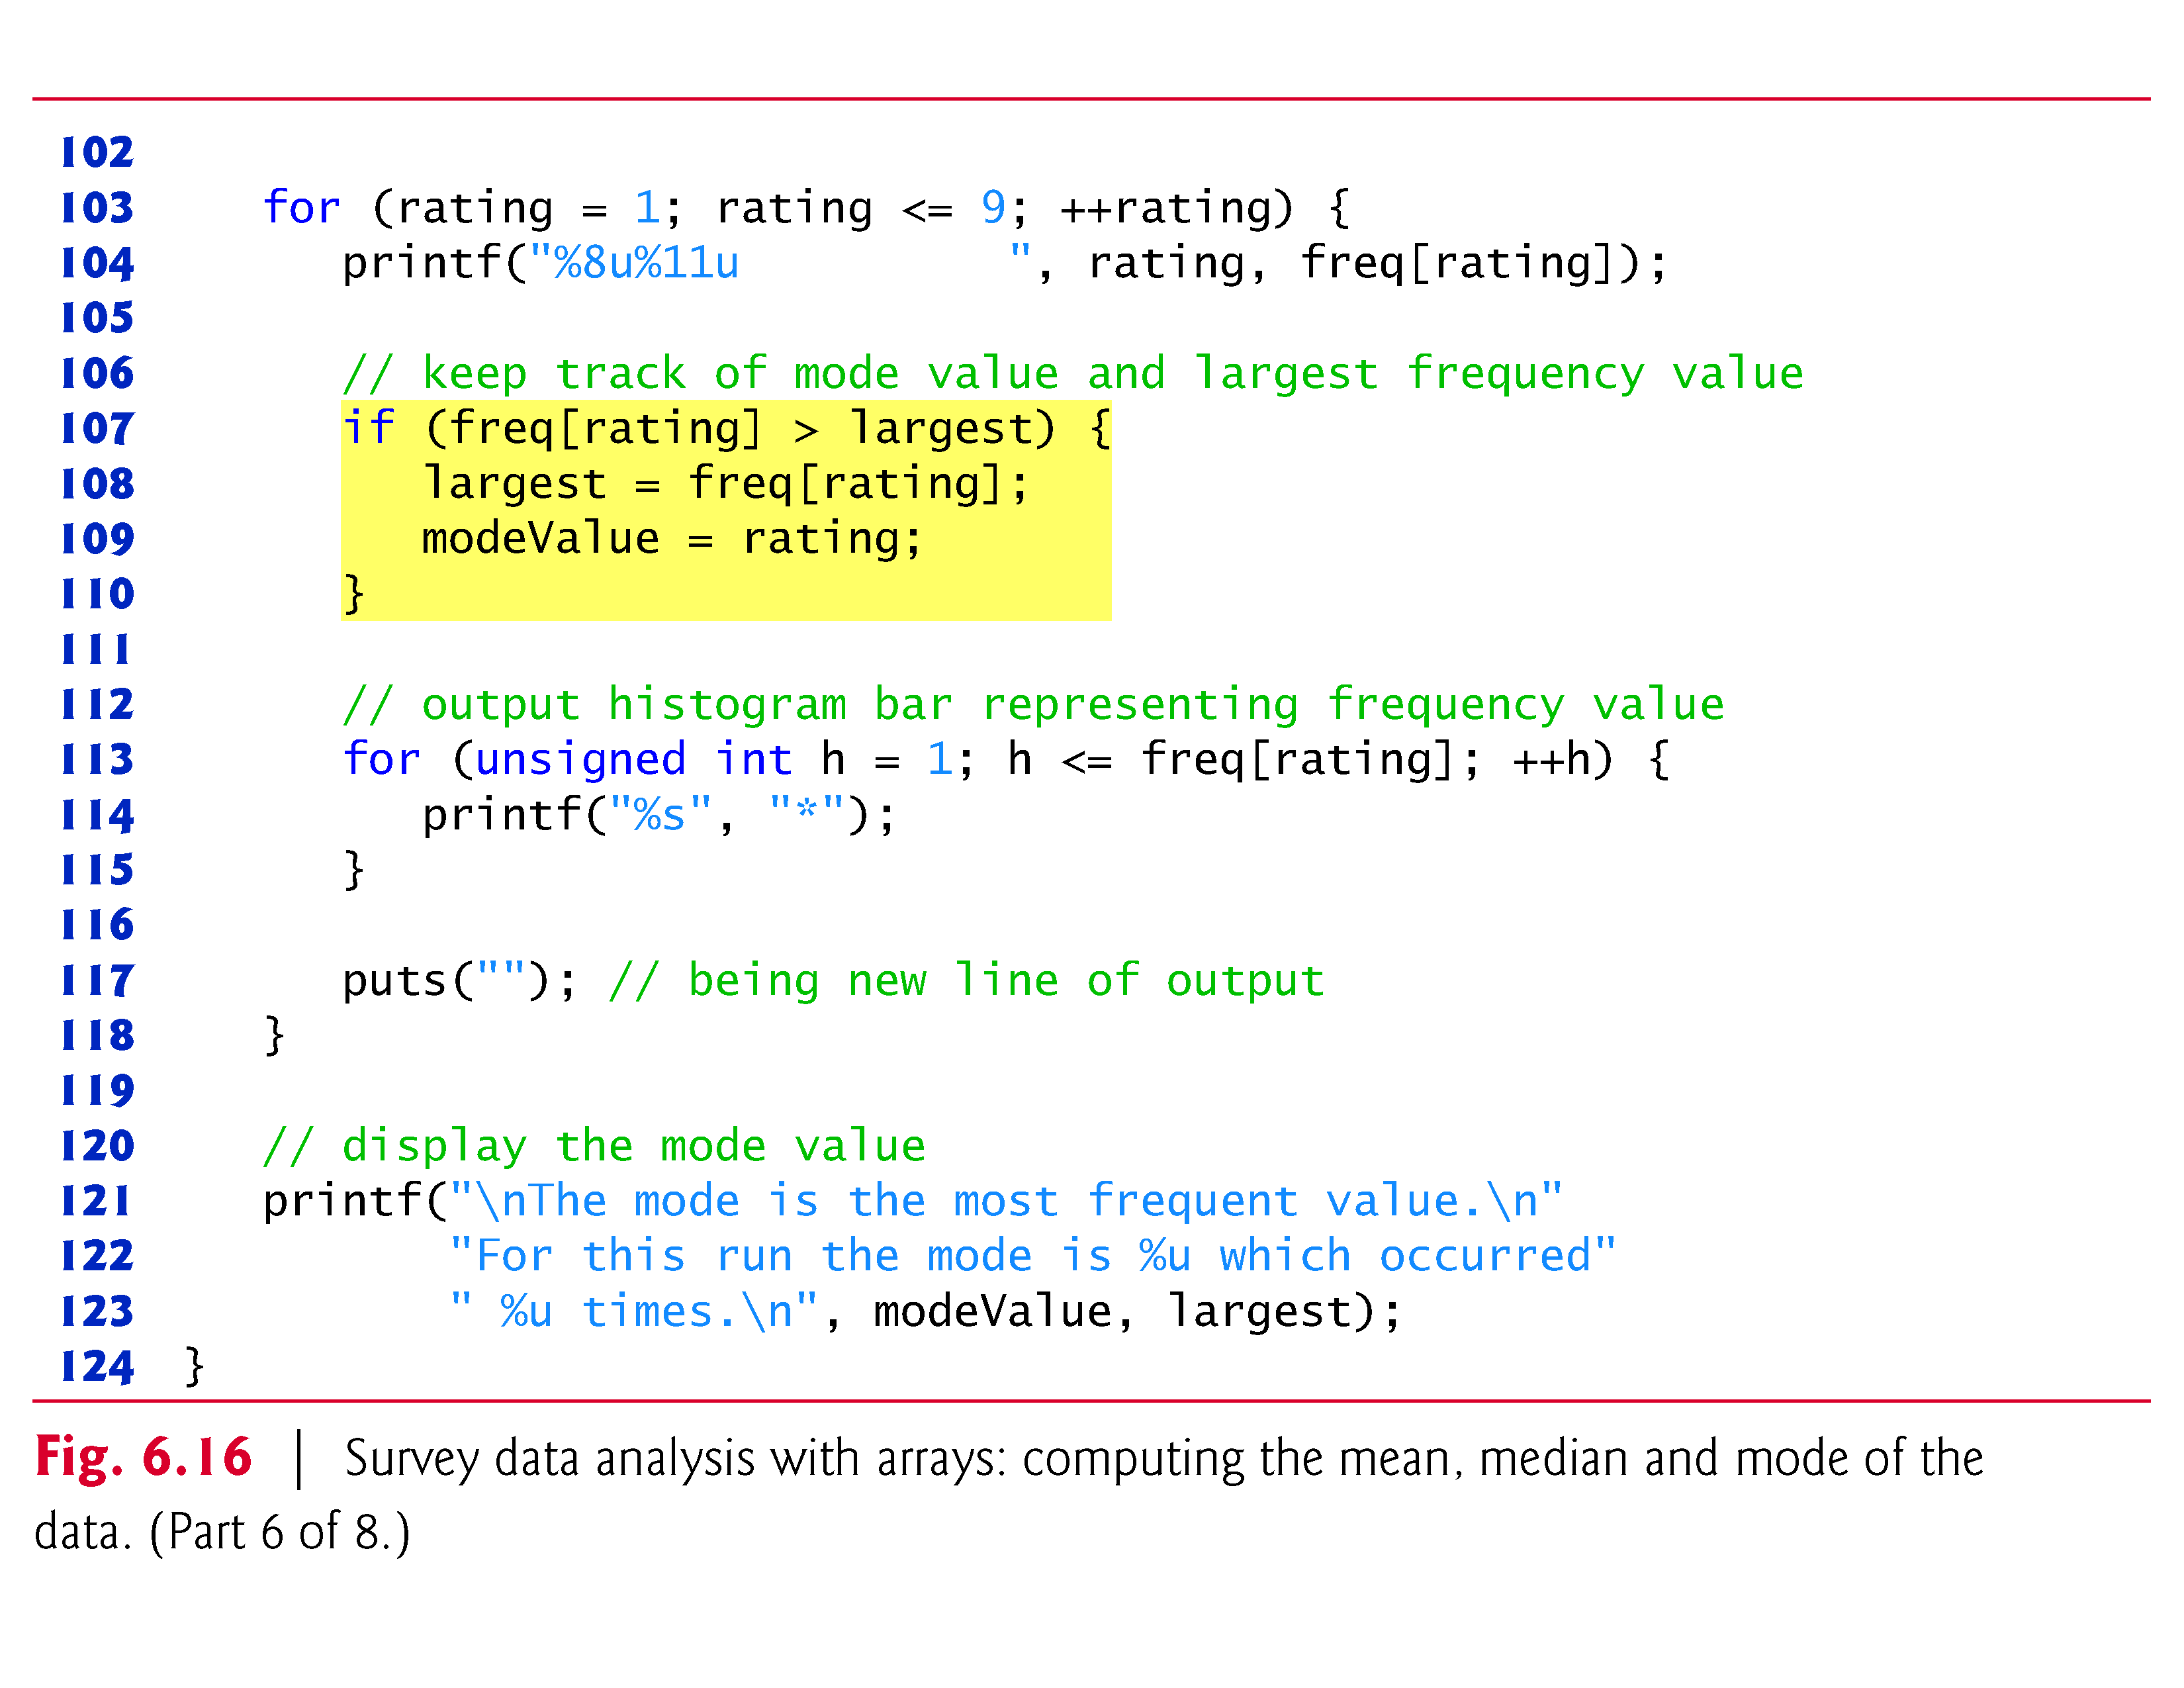 102
103 for (rating = 1; rating <= 9; ++rating) {
104 printf("%8u%11u          ", rating, freq[rating]);
105
106 // keep track of mode value and largest frequency value
107 if (freq[rating] > largest) {
108 largest = freq[rating];
109 modeValue = rating;
110 }
111
112 // output histogram bar representing frequency value
113 for (unsigned int h = 1; h <= freq[rating]; ++h) {
114 printf("%s", "*");
115 }
116
117 puts(""); // being new line of output
118 }
119
120 // display the mode value
121 printf("\nThe mode is the most frequent value.\n"
122 "For this run the mode is %u which occurred"
123 " %u times.\n", modeValue, largest);
124 }
Fig. 6.16 | Survey data analysis with arrays: computing the mean, median and mode of the
data. (Part 6 of 8.)